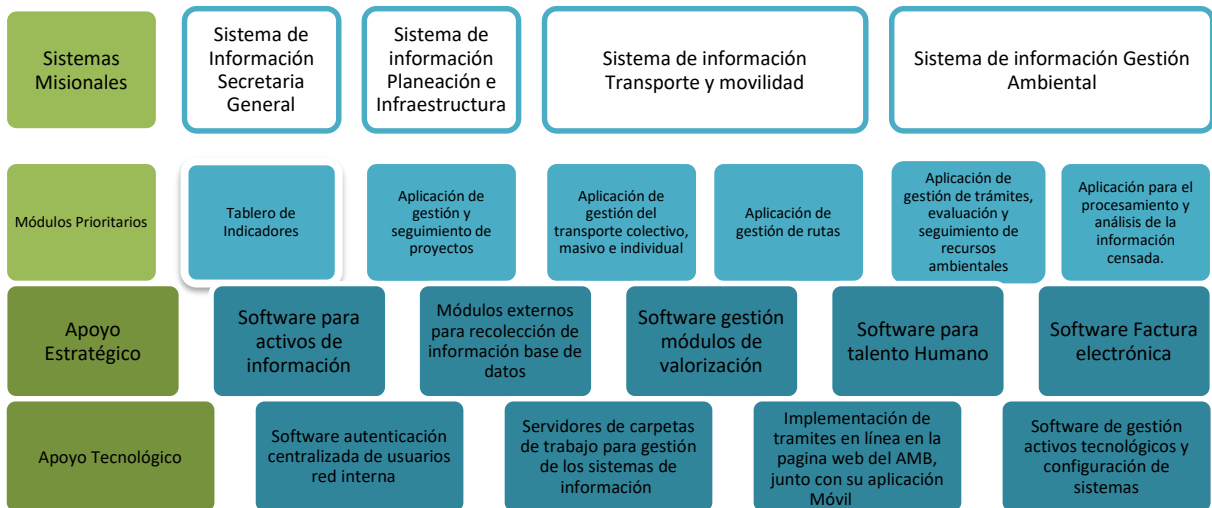 Sistemas
Misionales
Sistema de
Información
Secretaria
General
Sistema de
información
Planeación e
Infraestructura
Sistema de información
Transporte y movilidad
Sistema de información Gestión
Ambiental
Módulos Prioritarios
Tablero de
Indicadores
Aplicación de
gestión y
seguimiento de
proyectos
Aplicación de
gestión del
transporte colectivo,
masivo e individual
Aplicación de
gestión de rutas
Aplicación de
gestión de trámites,
evaluación y
seguimiento de
recursos
ambientales
Aplicación para el
procesamiento y
análisis de la
información
censada.
Apoyo
Estratégico
Software para
activos de
información
Módulos externos
para recolección de
información base de
datos
Software gestión
módulos de
valorización
Software para
talento Humano
Software Factura
electrónica
Apoyo Tecnológico
Software autenticación
centralizada de usuarios
red interna
Servidores de carpetas
de trabajo para gestión
de los sistemas de
información
Implementación de
tramites en línea en la
pagina web del AMB,
junto con su aplicación
Móvil
Software de gestión
activos tecnológicos y
configuración de
sistemas